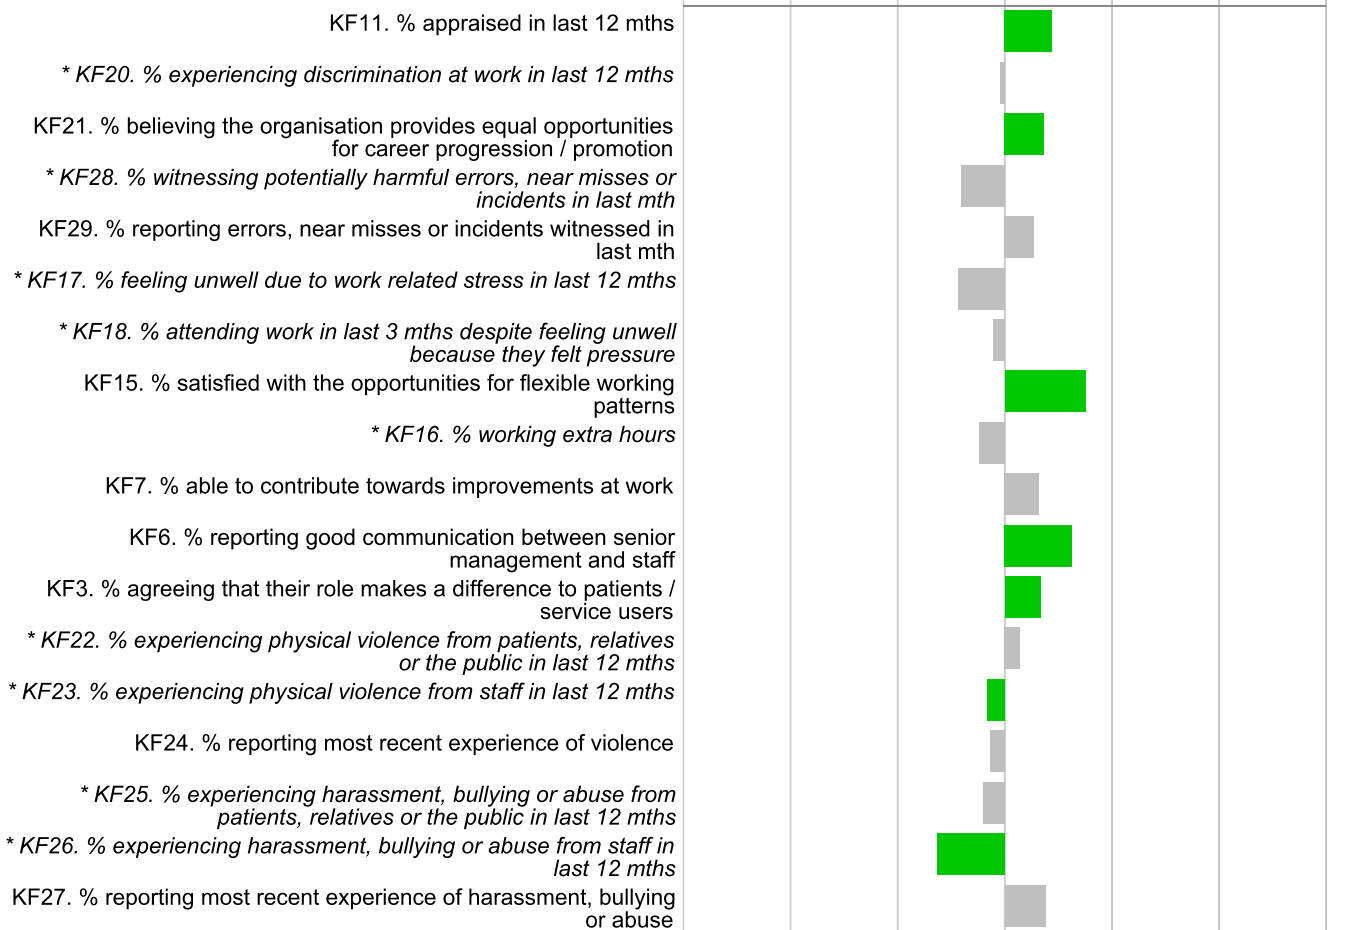 KF11. % appraised in last 12 mths
* KF20. % experiencing discrimination at work in last 12 mths
KF21. % believing the organisation provides equal opportunities
for career progression / promotion
* KF28. % witnessing potentially harmful errors, near misses or
incidents in last mth
KF29. % reporting errors, near misses or incidents witnessed in
last mth
* KF17. % feeling unwell due to work related stress in last 12 mths
* KF18. % attending work in last 3 mths despite feeling unwell
because they felt pressure
KF15. % satisfied with the opportunities for flexible working
patterns
* KF16. % working extra hours
KF7. % able to contribute towards improvements at work
KF6. % reporting good communication between senior
management and staff
KF3. % agreeing that their role makes a difference to patients /
service users
* KF22. % experiencing physical violence from patients, relatives
or the public in last 12 mths
* KF23. % experiencing physical violence from staff in last 12 mths
KF24. % reporting most recent experience of violence
* KF25. % experiencing harassment, bullying or abuse from
patients, relatives or the public in last 12 mths
* KF26. % experiencing harassment, bullying or abuse from staff in
last 12 mths
KF27. % reporting most recent experience of harassment, bullying
or abuse